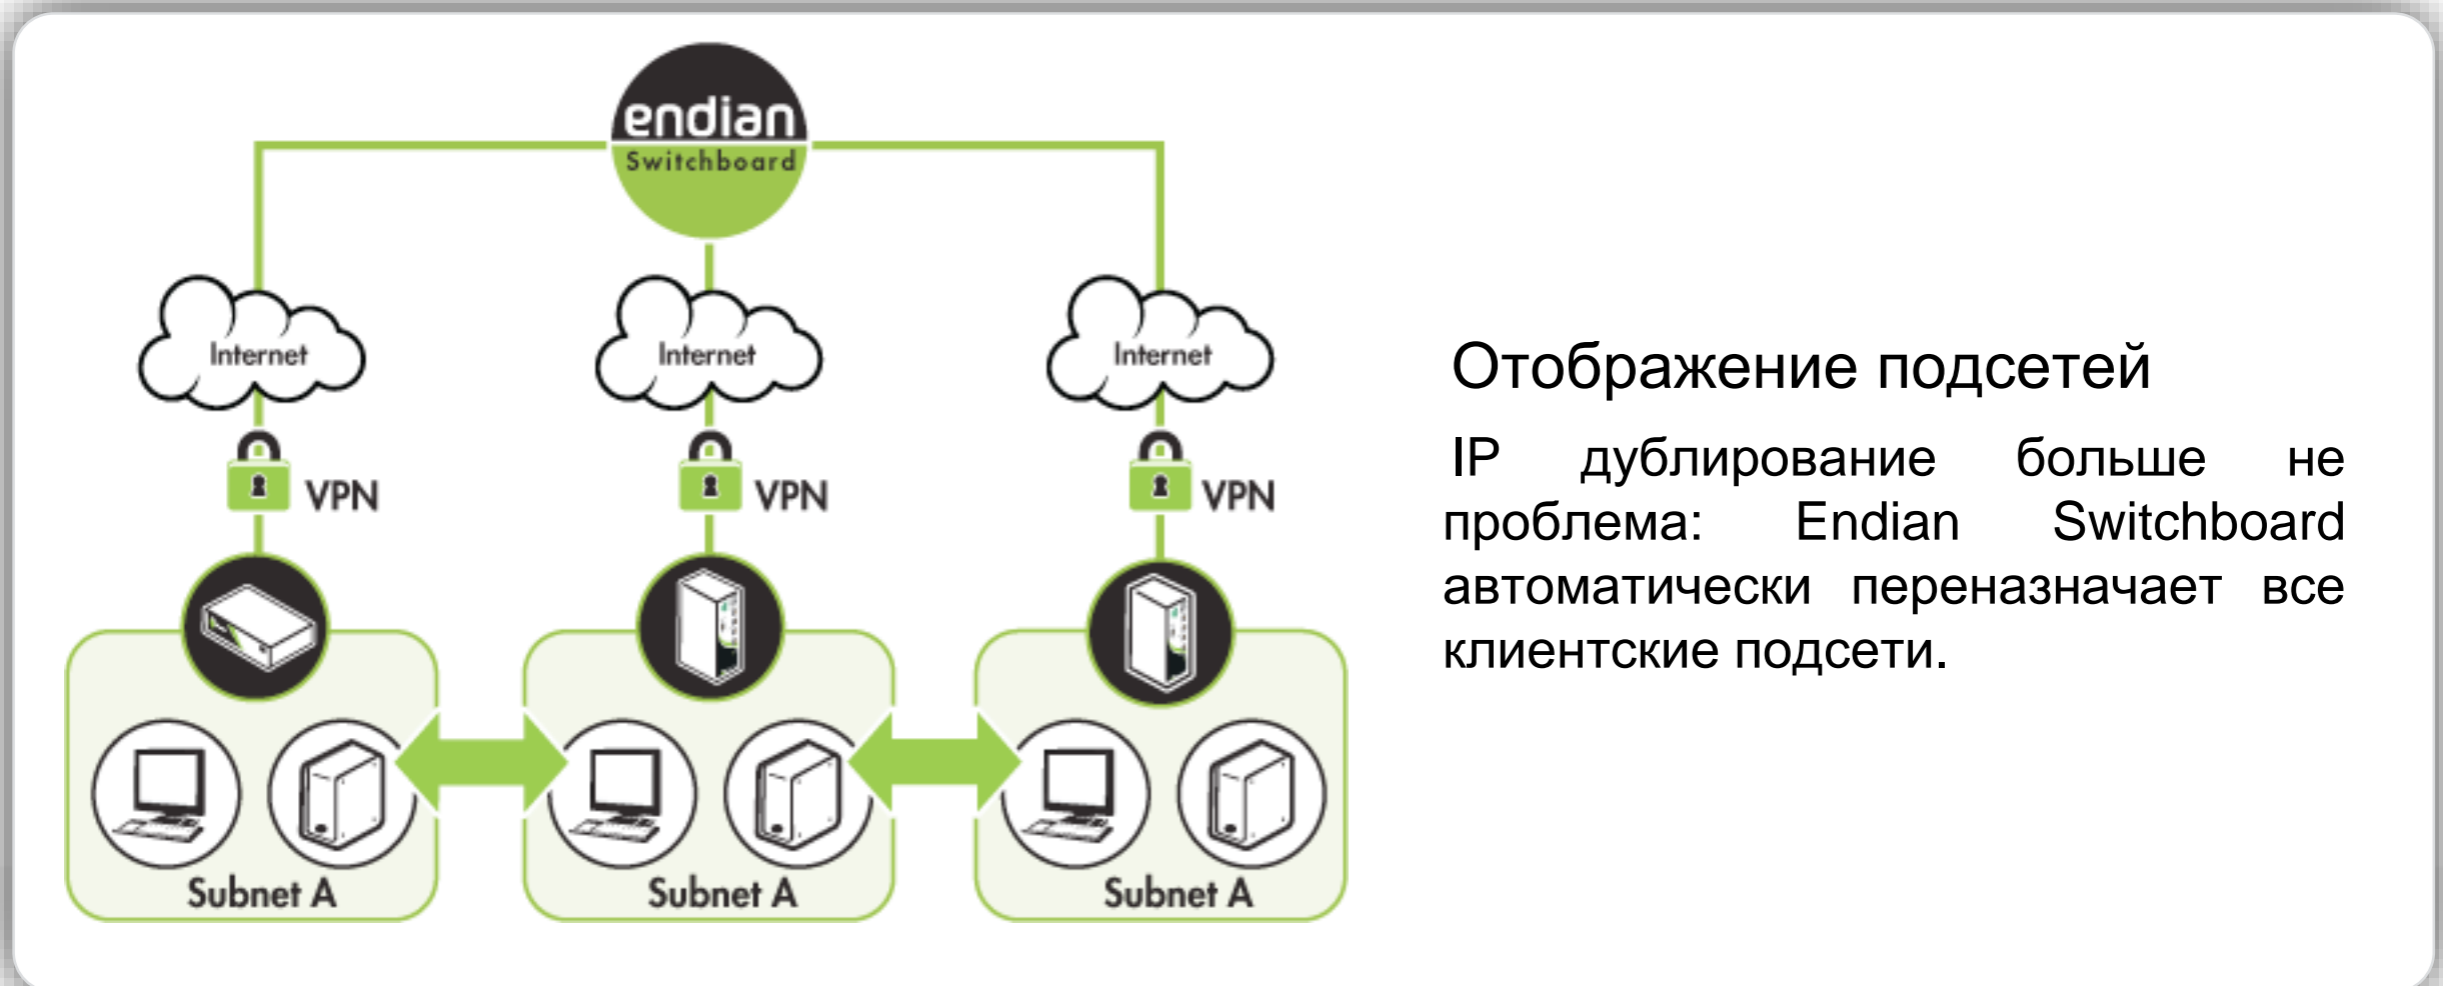 endian
Switchboard
Internet
Internet
Internet
VPN
VPN
VPN
Subnet A
Subnet A
Subnet A
Отображение подсетей
IP дублирование больше не
проблема: Endian Switchboard
автоматически переназначает все
клиентские подсети.